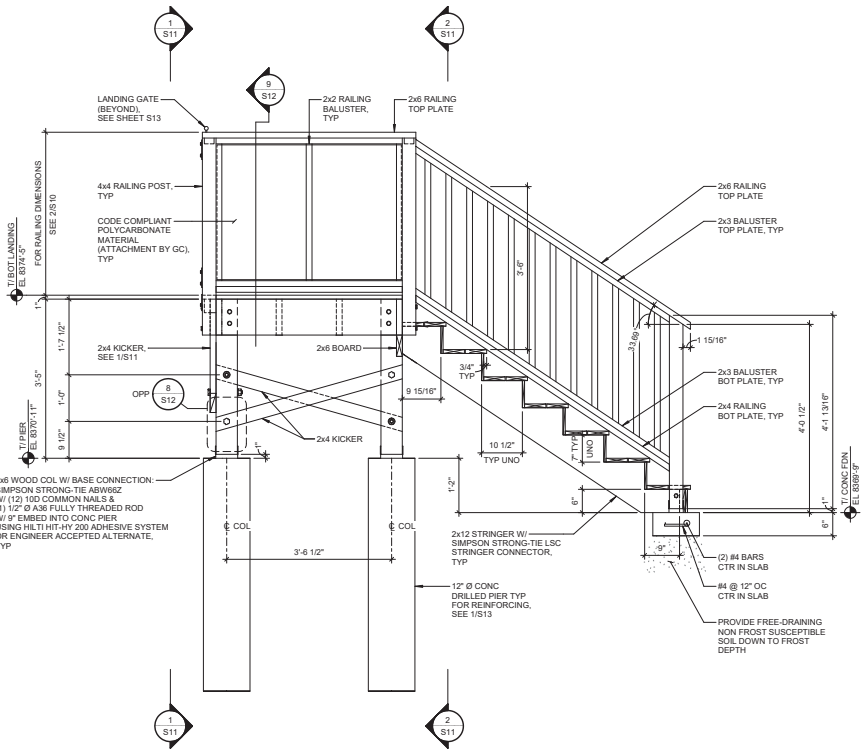 1
S11
2
S11
9
S12
LANDING GATE
(BEYOND),
SEE SHEET S13
2x2 RAILING
BALUSTER,
TYP
2x6 RAILING
TOP PLATE
4x4 RAILING POST,
TYP
CODE COMPLIANT
POLYCARBONATE
MATERIAL
(ATTACHMENT BY GC),
TYP
FOR RAILING DIMENSIONS
SEE 2/S10
T/ BOT LANDING
EL 8374'-5"
2x6 RAILING
TOP PLATE
2x3 BALUSTER
TOP PLATE, TYP
3'-6"
33.69
1 15/16"
1"
1'-7 1/2"
3'-5"
1'-0"
9 1/2"
2x4 KICKER,
SEE 1/S11
2x6 BOARD
3/4"
TYP
9 15/16"
OPP
8
S12
T/ PIER
EL 8370'-11"
2x4 KICKER
1"
10 1/2"
TYP UNO
7" TYP
UNO
2x3 BALUSTER
BOT PLATE, TYP
2x4 RAILING
BOT PLATE, TYP
4'-0 1/2"
4'-1 13/16"
x6 WOOD COL W/ BASE CONNECTION:
SIMPSON STRONG-TIE ABW66Z
W/ (12) 10D COMMON NAILS &
1) 1/2" Ø A36 FULLY THREADED ROD
W/ 9" EMBED INTO CONC PIER
USING HILTI HIT-HY 200 ADHESIVE SYSTEM
OR ENGINEER ACCEPTED ALTERNATE,
TYP
1'-2"
6"
1"
6"
T/ CONC FDN
EL 8369'-9"
℄ COL
℄ COL
3'-6 1/2"
2x12 STRINGER W/
SIMPSON STRONG-TIE LSC
STRINGER CONNECTOR,
TYP
9"
(2) #4 BARS
CTR IN SLAB
#4 @ 12" OC
CTR IN SLAB
12" Ø CONC
DRILLED PIER TYP
FOR REINFORCING,
SEE 1/S13
PROVIDE FREE-DRAINING
NON FROST SUSCEPTIBLE
SOIL DOWN TO FROST
DEPTH
1
S11
2
S11